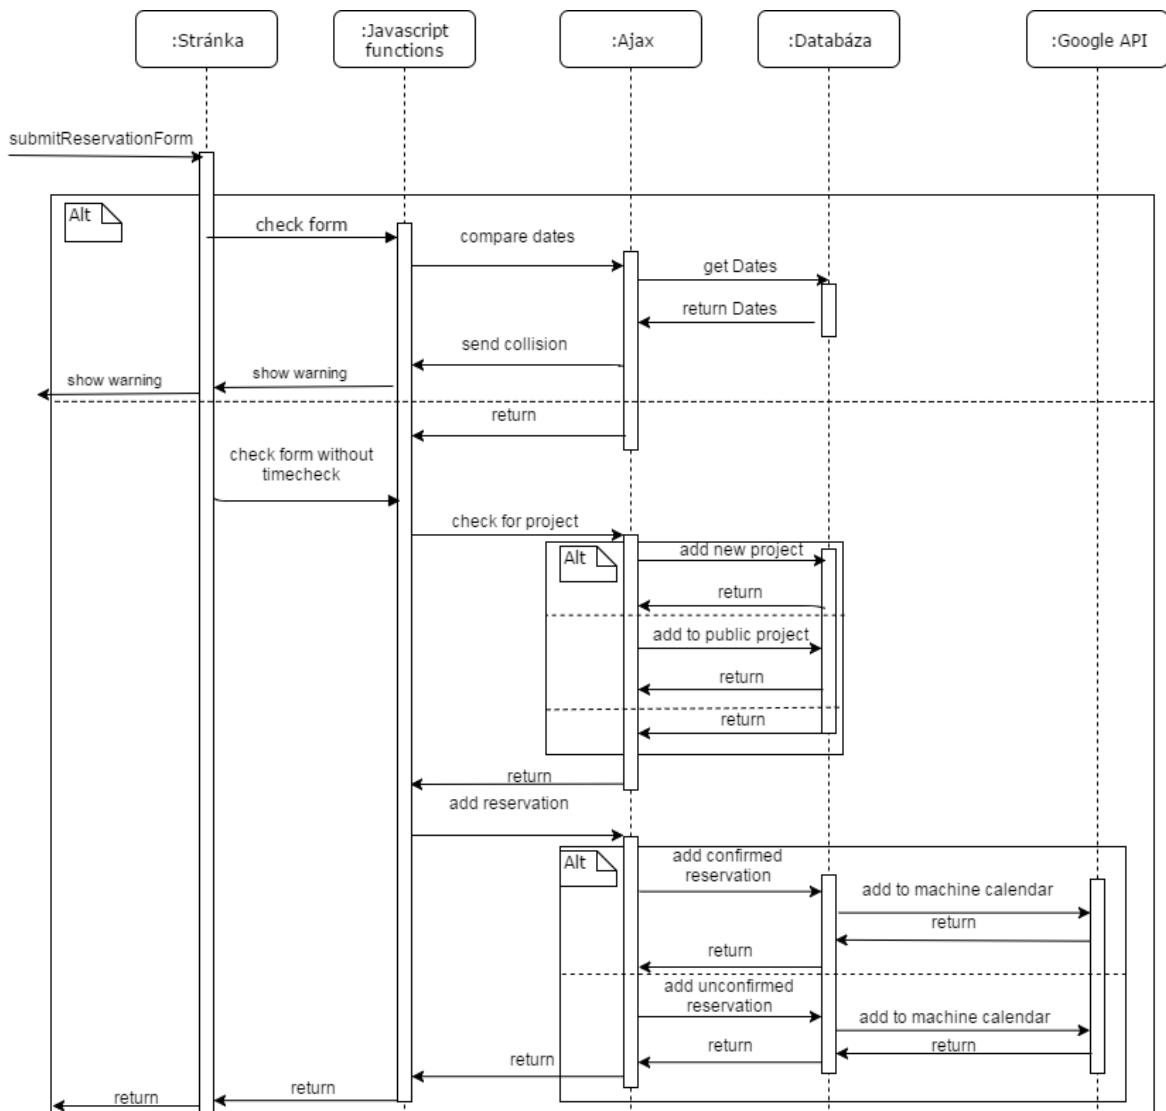 :Stránka
:Javascript
functions
:Ajax
:Databáza
:Google API
submitReservationForm
Alt
check form
compare dates
get Dates
return Dates
send collision
show warning
show warning
return
check form without
timecheck
check for project
Alt
add new project
return
add to public project
return
return
return
add reservation
Alt
add confirmed
reservation
add to machine calendar
return
return
add unconfirmed
reservation
add to machine calendar
return
return
return
return
return